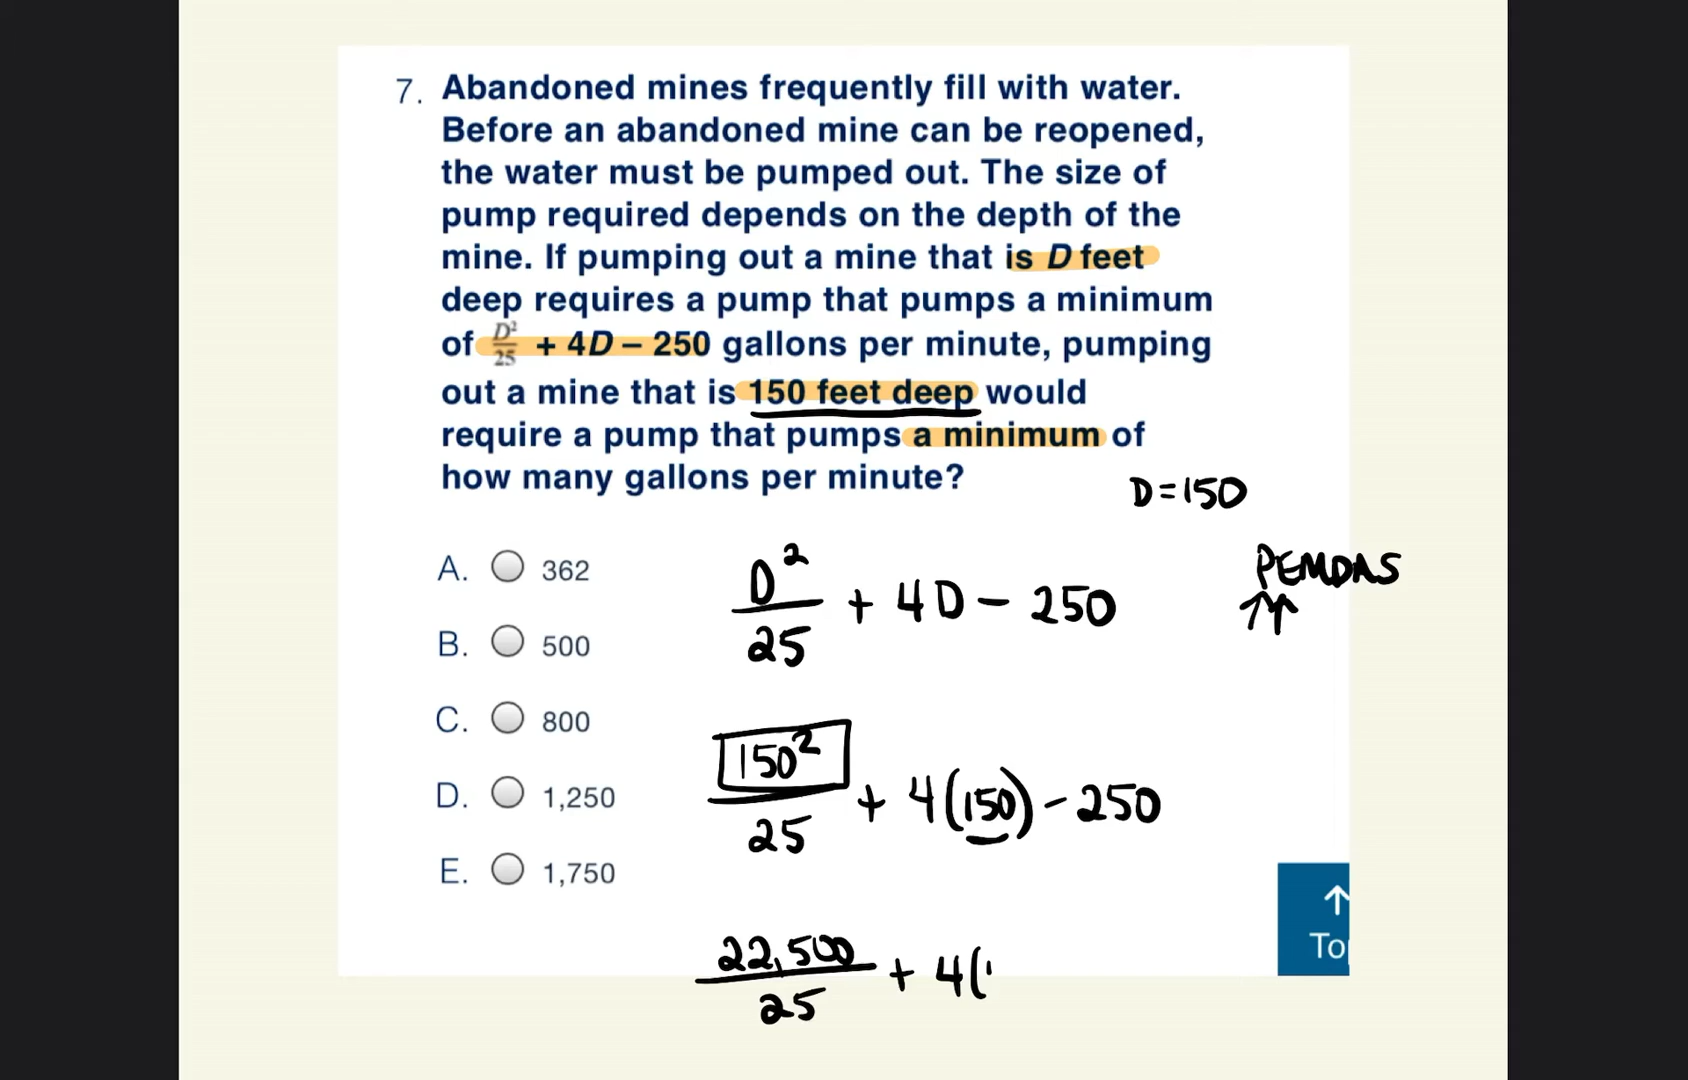 7. Abandoned mines frequently fill with water.
Before an abandoned mine can be reopened,
the water must be pumped out. The size of
pump required depends on the depth of the
mine. If pumping out a mine that is D feet
deep requires a pump that pumps a minimum
of D²/25 + 4D – 250 gallons per minute, pumping
out a mine that is 150 feet deep would
require a pump that pumps a minimum of
how many gallons per minute?
D=150
PEMDAS
A. 362
B. 500
C. 800
D. 1,250
E. 1,750
D²/25 + 4D - 250
150²/25 + 4(150) - 250
22,500/25 + 4(
↑
To